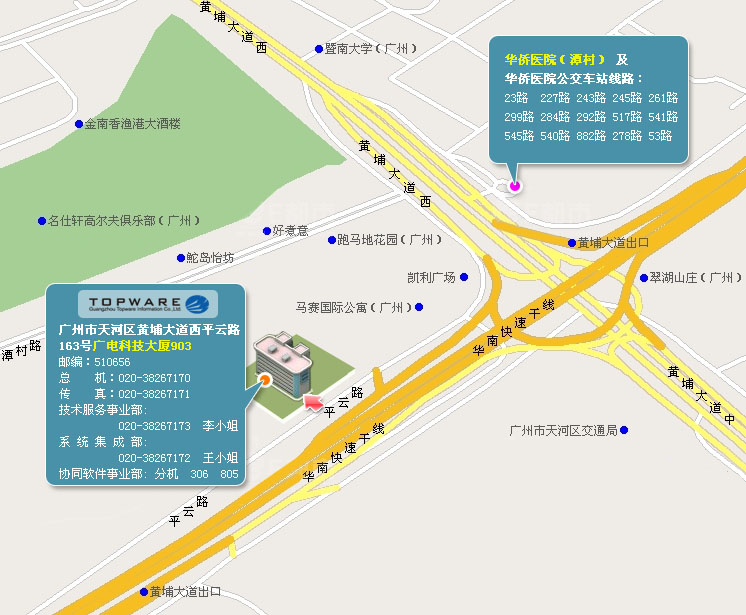 黄埔大道西
暨南大学（广州）
华侨医院（潭村） 及
华侨医院公交车站线路：
23路 227路 243路 245路 261路
299路 284路 292路 517路 541路
545路 540路 882路 278路 53路
金南香渔港大酒楼
黄埔大道西
名仕轩高尔夫俱乐部（广州）
好煮意
跑马地花园（广州）
黄埔大道出口
鸵岛怡坊
凯利广场
翠湖山庄（广州）
马赛国际公寓（广州）
华南快速干线
TOPWARE
Guangzhou Topware Information Co.,Ltd.
广州市天河区黄埔大道西平云路
163号广电科技大厦903
邮编：510656
总　机：020-38267170
传　真：020-38267171
技术服务事业部：
020-38267173 李小姐
系 统 集 成 部：
020-38267172 王小姐
协同软件事业部：分机 306 805
潭村路
平云路
黄埔大道中
广州市天河区交通局
华南快速干线
平云路
黄埔大道出口